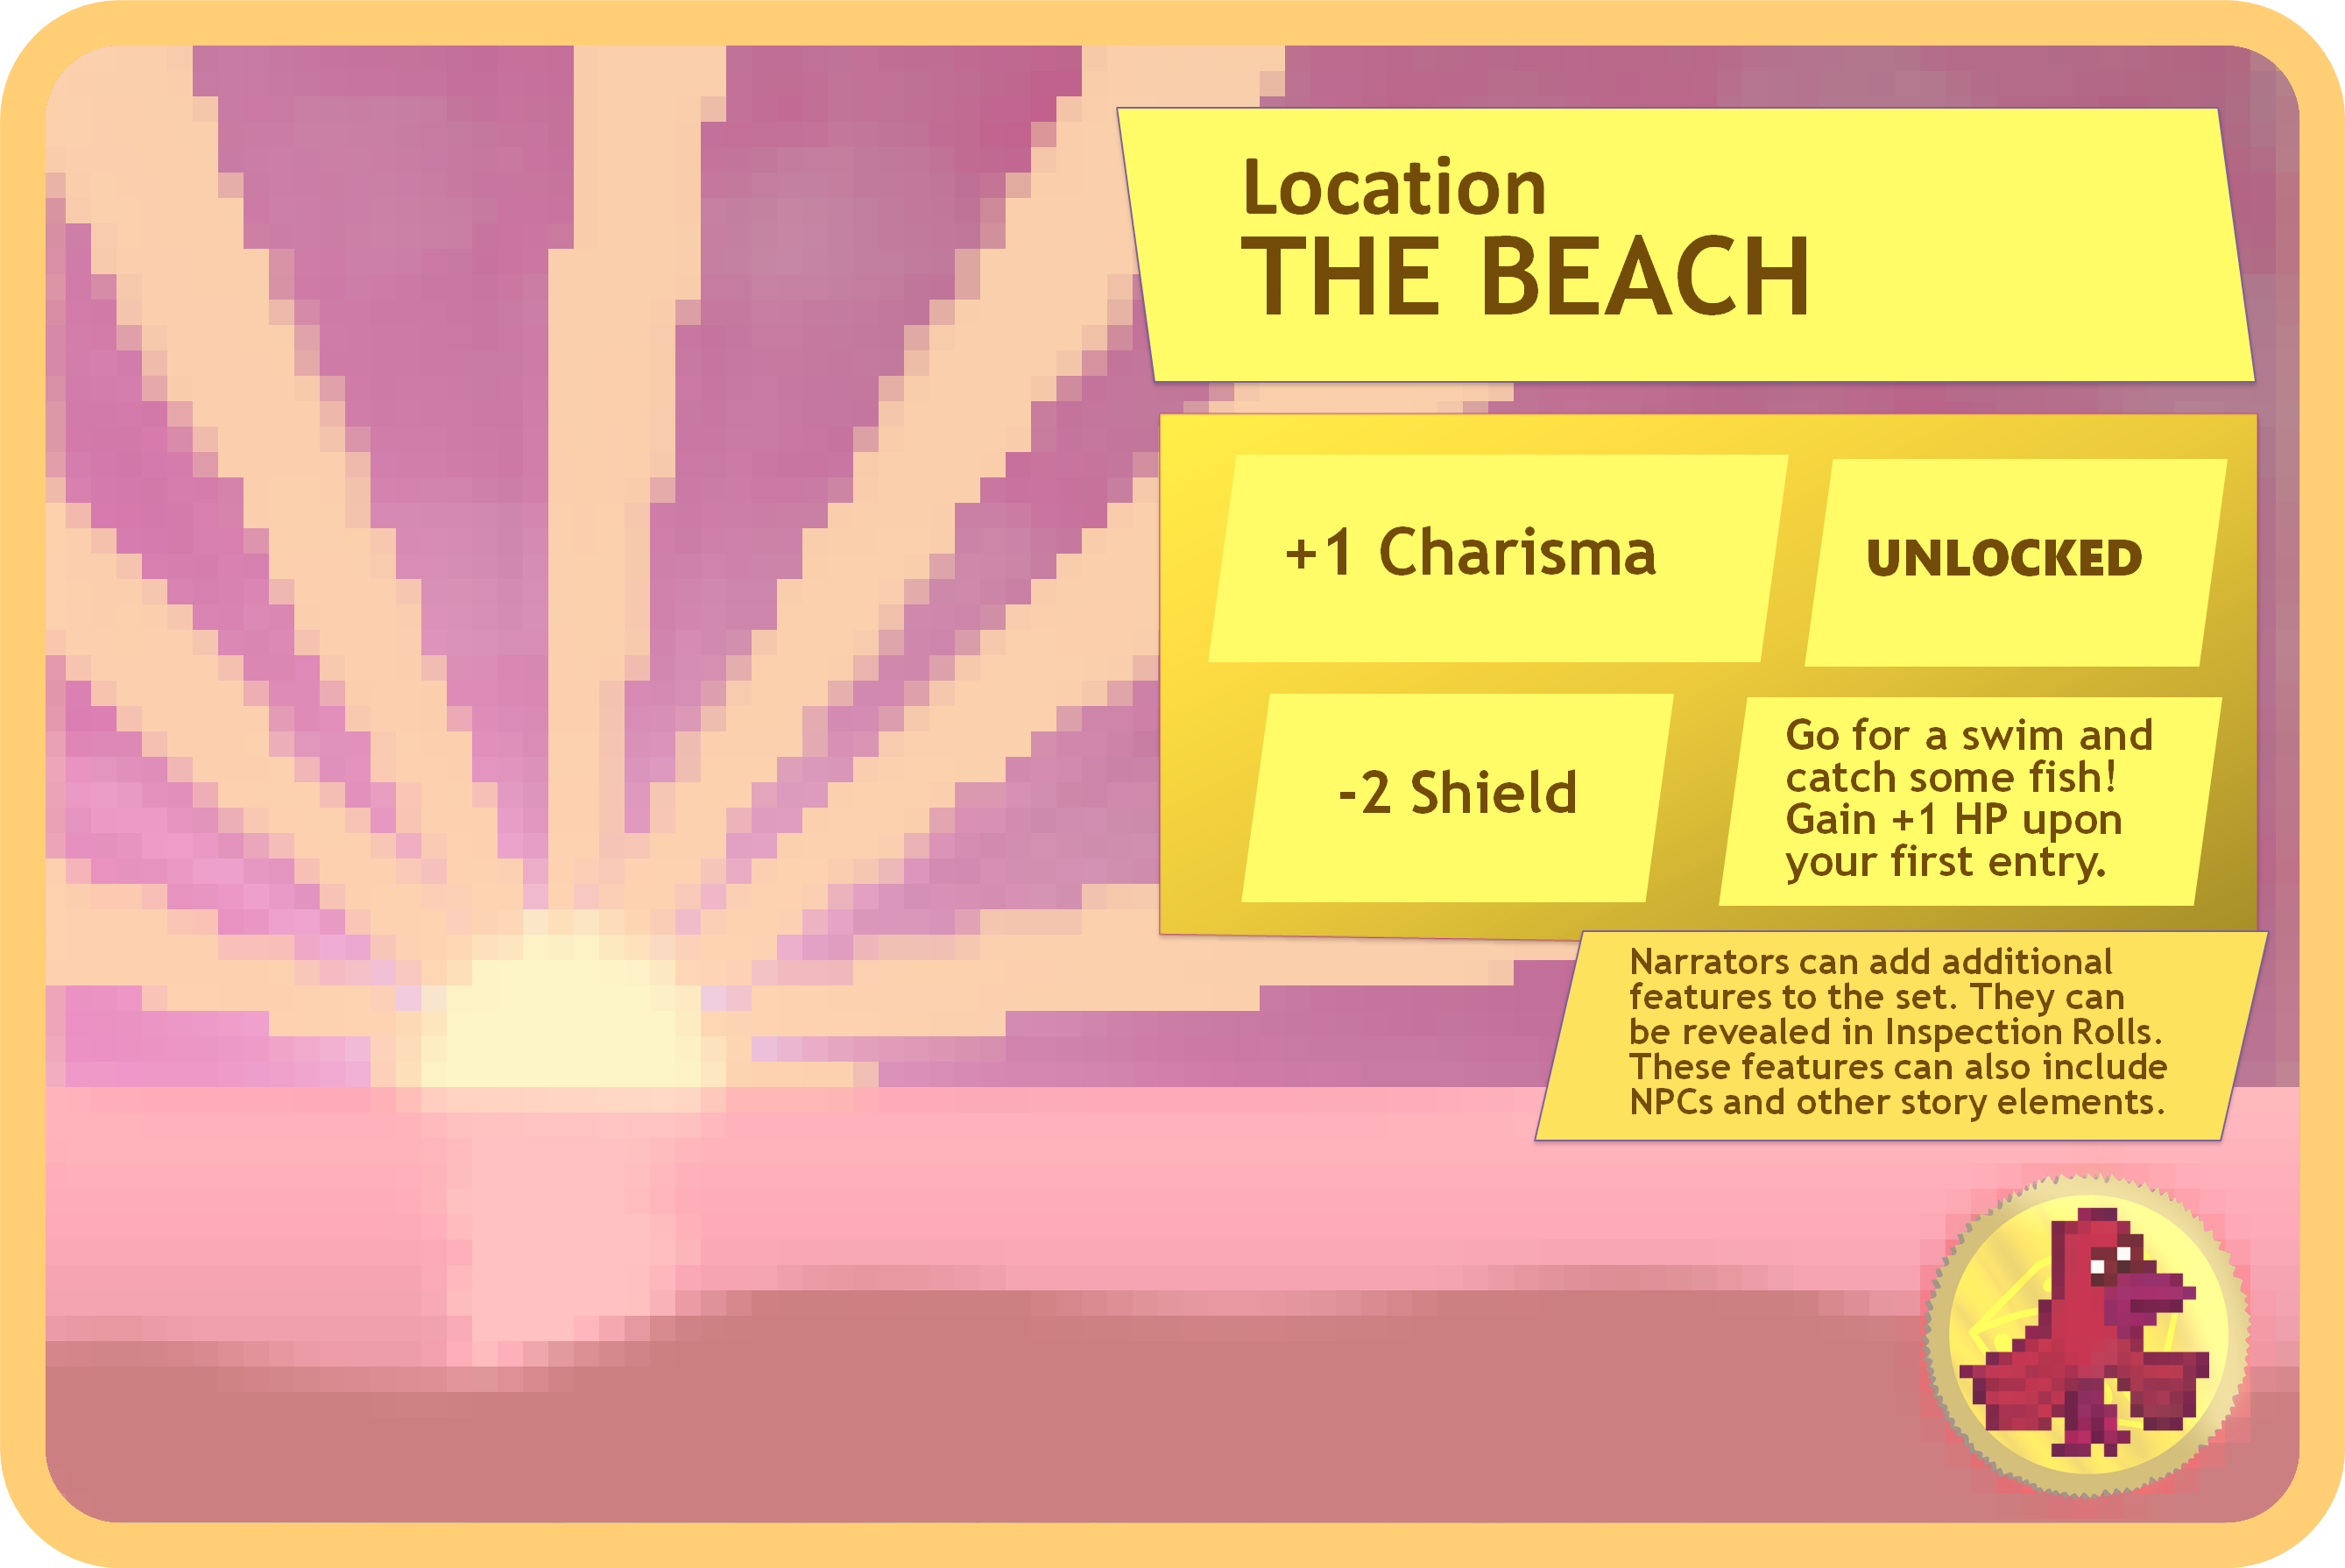 Location
THE BEACH
+1 Charisma
UNLOCKED
-2 Shield
Go for a swim and
catch some fish!
Gain +1 HP upon
your first entry.
Narrators can add additional
features to the set. They can
be revealed in Inspection Rolls.
These features can also include
NPCs and other story elements.